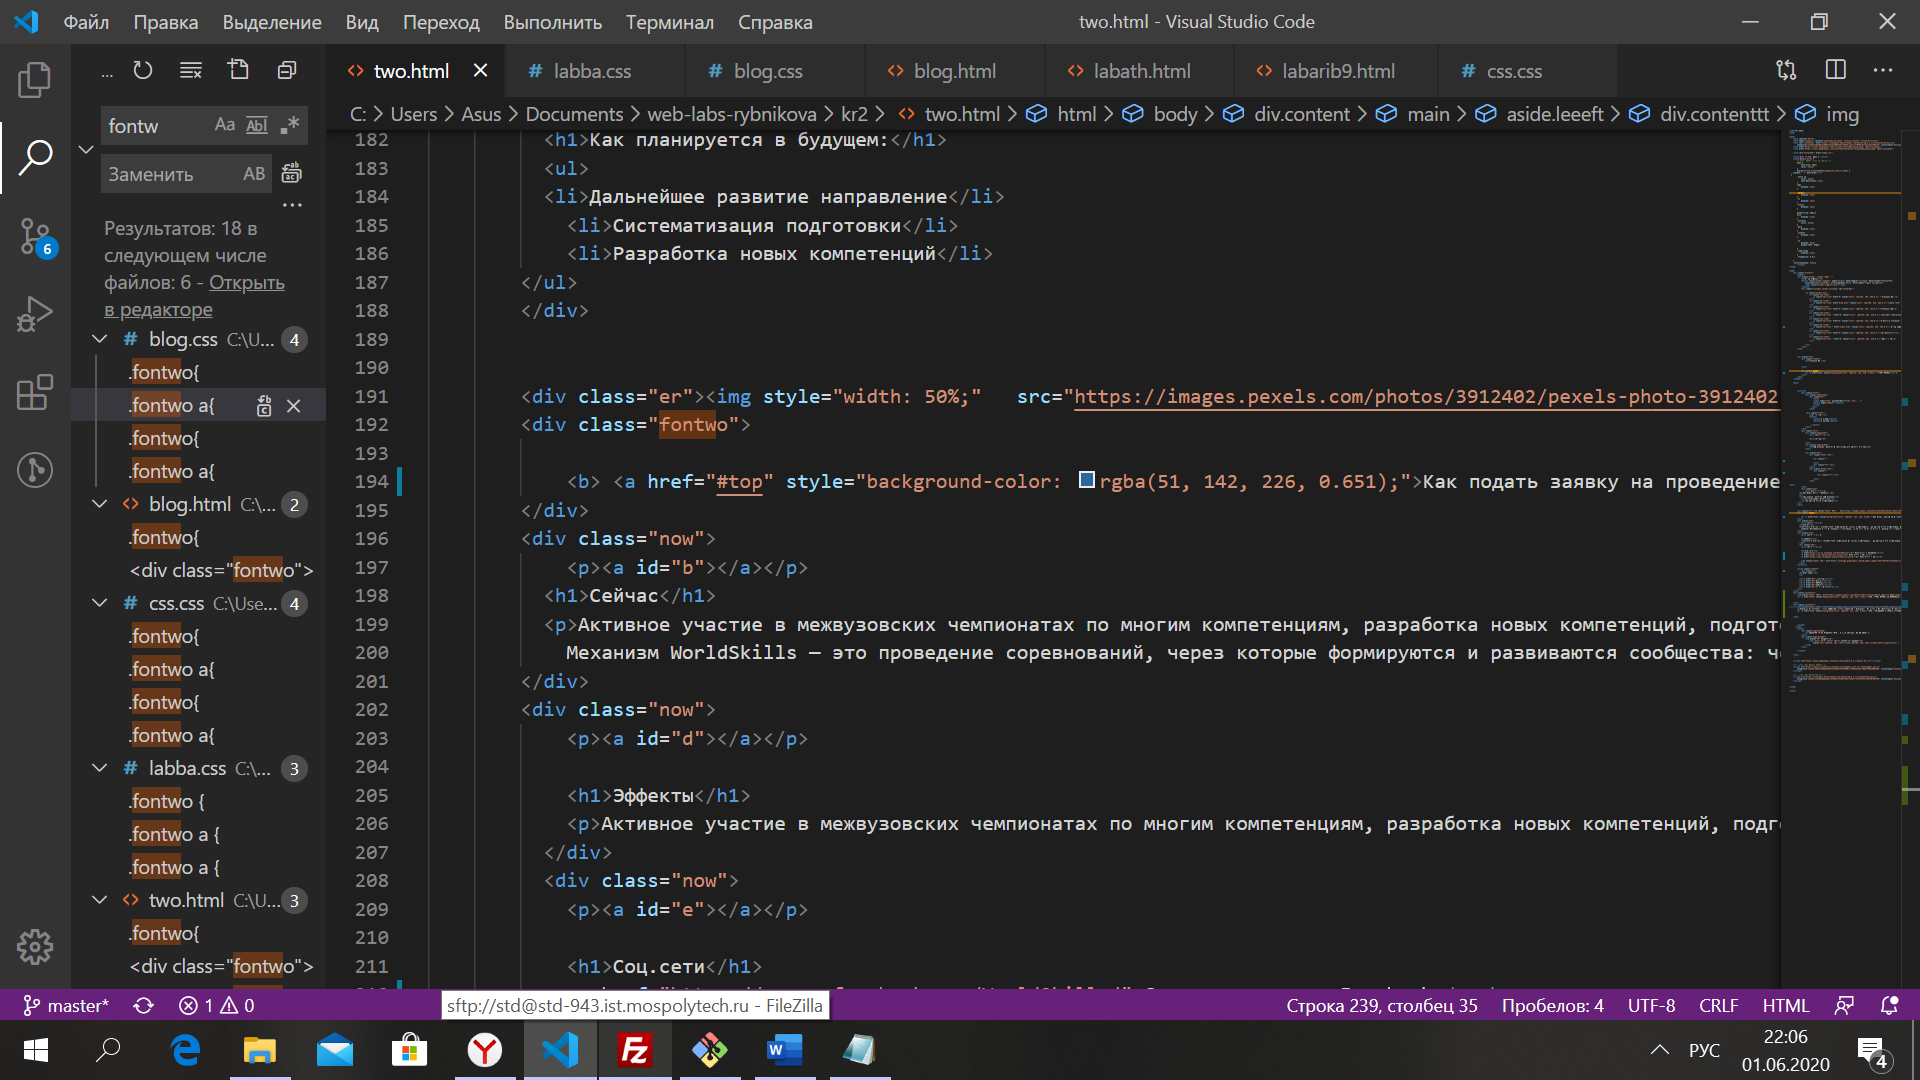 Файл Правка Выделение Вид Переход Выполнить Терминал Справка two.html - Visual Studio Code
two.html labba.css blog.css blog.html labath.html labarib9.html css.css
C: > Users > Asus > Documents > web-labs-rybnikova > kr2 > two.html > html > body > div.content > main > aside.leeeft > div.contenttt > img
fontw Aa Abl
Заменить AB
Результатов: 18 в
следующем числе
файлов: 6 - Открыть
в редакторе
blog.css C:\U... 4
.fontwo{
.fontwo a{
.fontwo{
.fontwo a{
blog.html C:\... 2
.fontwo{
<div class="fontwo">
css.css C:\Use... 4
.fontwo{
.fontwo a{
.fontwo{
.fontwo a{
labba.css C:\... 3
.fontwo {
.fontwo a {
.fontwo a {
two.html C:\U... 3
.fontwo{
<div class="fontwo">
182 <h1>Как планируется в будущем:</h1>
183 <ul>
184 <li>Дальнейшее развитие направление</li>
185 <li>Систематизация подготовки</li>
186 <li>Разработка новых компетенций</li>
187 </ul>
188 </div>
189
190
191 <div class="er"><img style="width: 50%;" src="https://images.pexels.com/photos/3912402/pexels-photo-3912402
192 <div class="fontwo">
193
194 <b> <a href="#top" style="background-color: rgba(51, 142, 226, 0.651);">Как подать заявку на проведение
195 </div>
196 <div class="now">
197 <p><a id="b"></a></p>
198 <h1>Сейчас</h1>
199 <p>Активное участие в межвузовских чемпионатах по многим компетенциям, разработка новых компетенций, подгото
200 Механизм WorldSkills – это проведение соревнований, через которые формируются и развиваются сообщества: че
201 </div>
202 <div class="now">
203 <p><a id="d"></a></p>
204
205 <h1>Эффекты</h1>
206 <p>Активное участие в межвузовских чемпионатах по многим компетенциям, разработка новых компетенций, подг
207 </div>
208 <div class="now">
209 <p><a id="e"></a></p>
210
211 <h1>Соц.сети</h1>
6
master* 1 0 sftp://std@std-943.ist.mospolytech.ru - FileZilla Строка 239, столбец 35 Пробелов: 4 UTF-8 CRLF HTML
РУС 22:06
01.06.2020 4